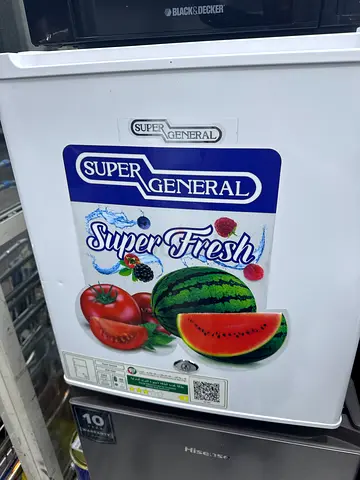 BLACK&DECKER
SUPER
GENERAL
SUPER
GENERAL
Super Fresh
10
Hisense